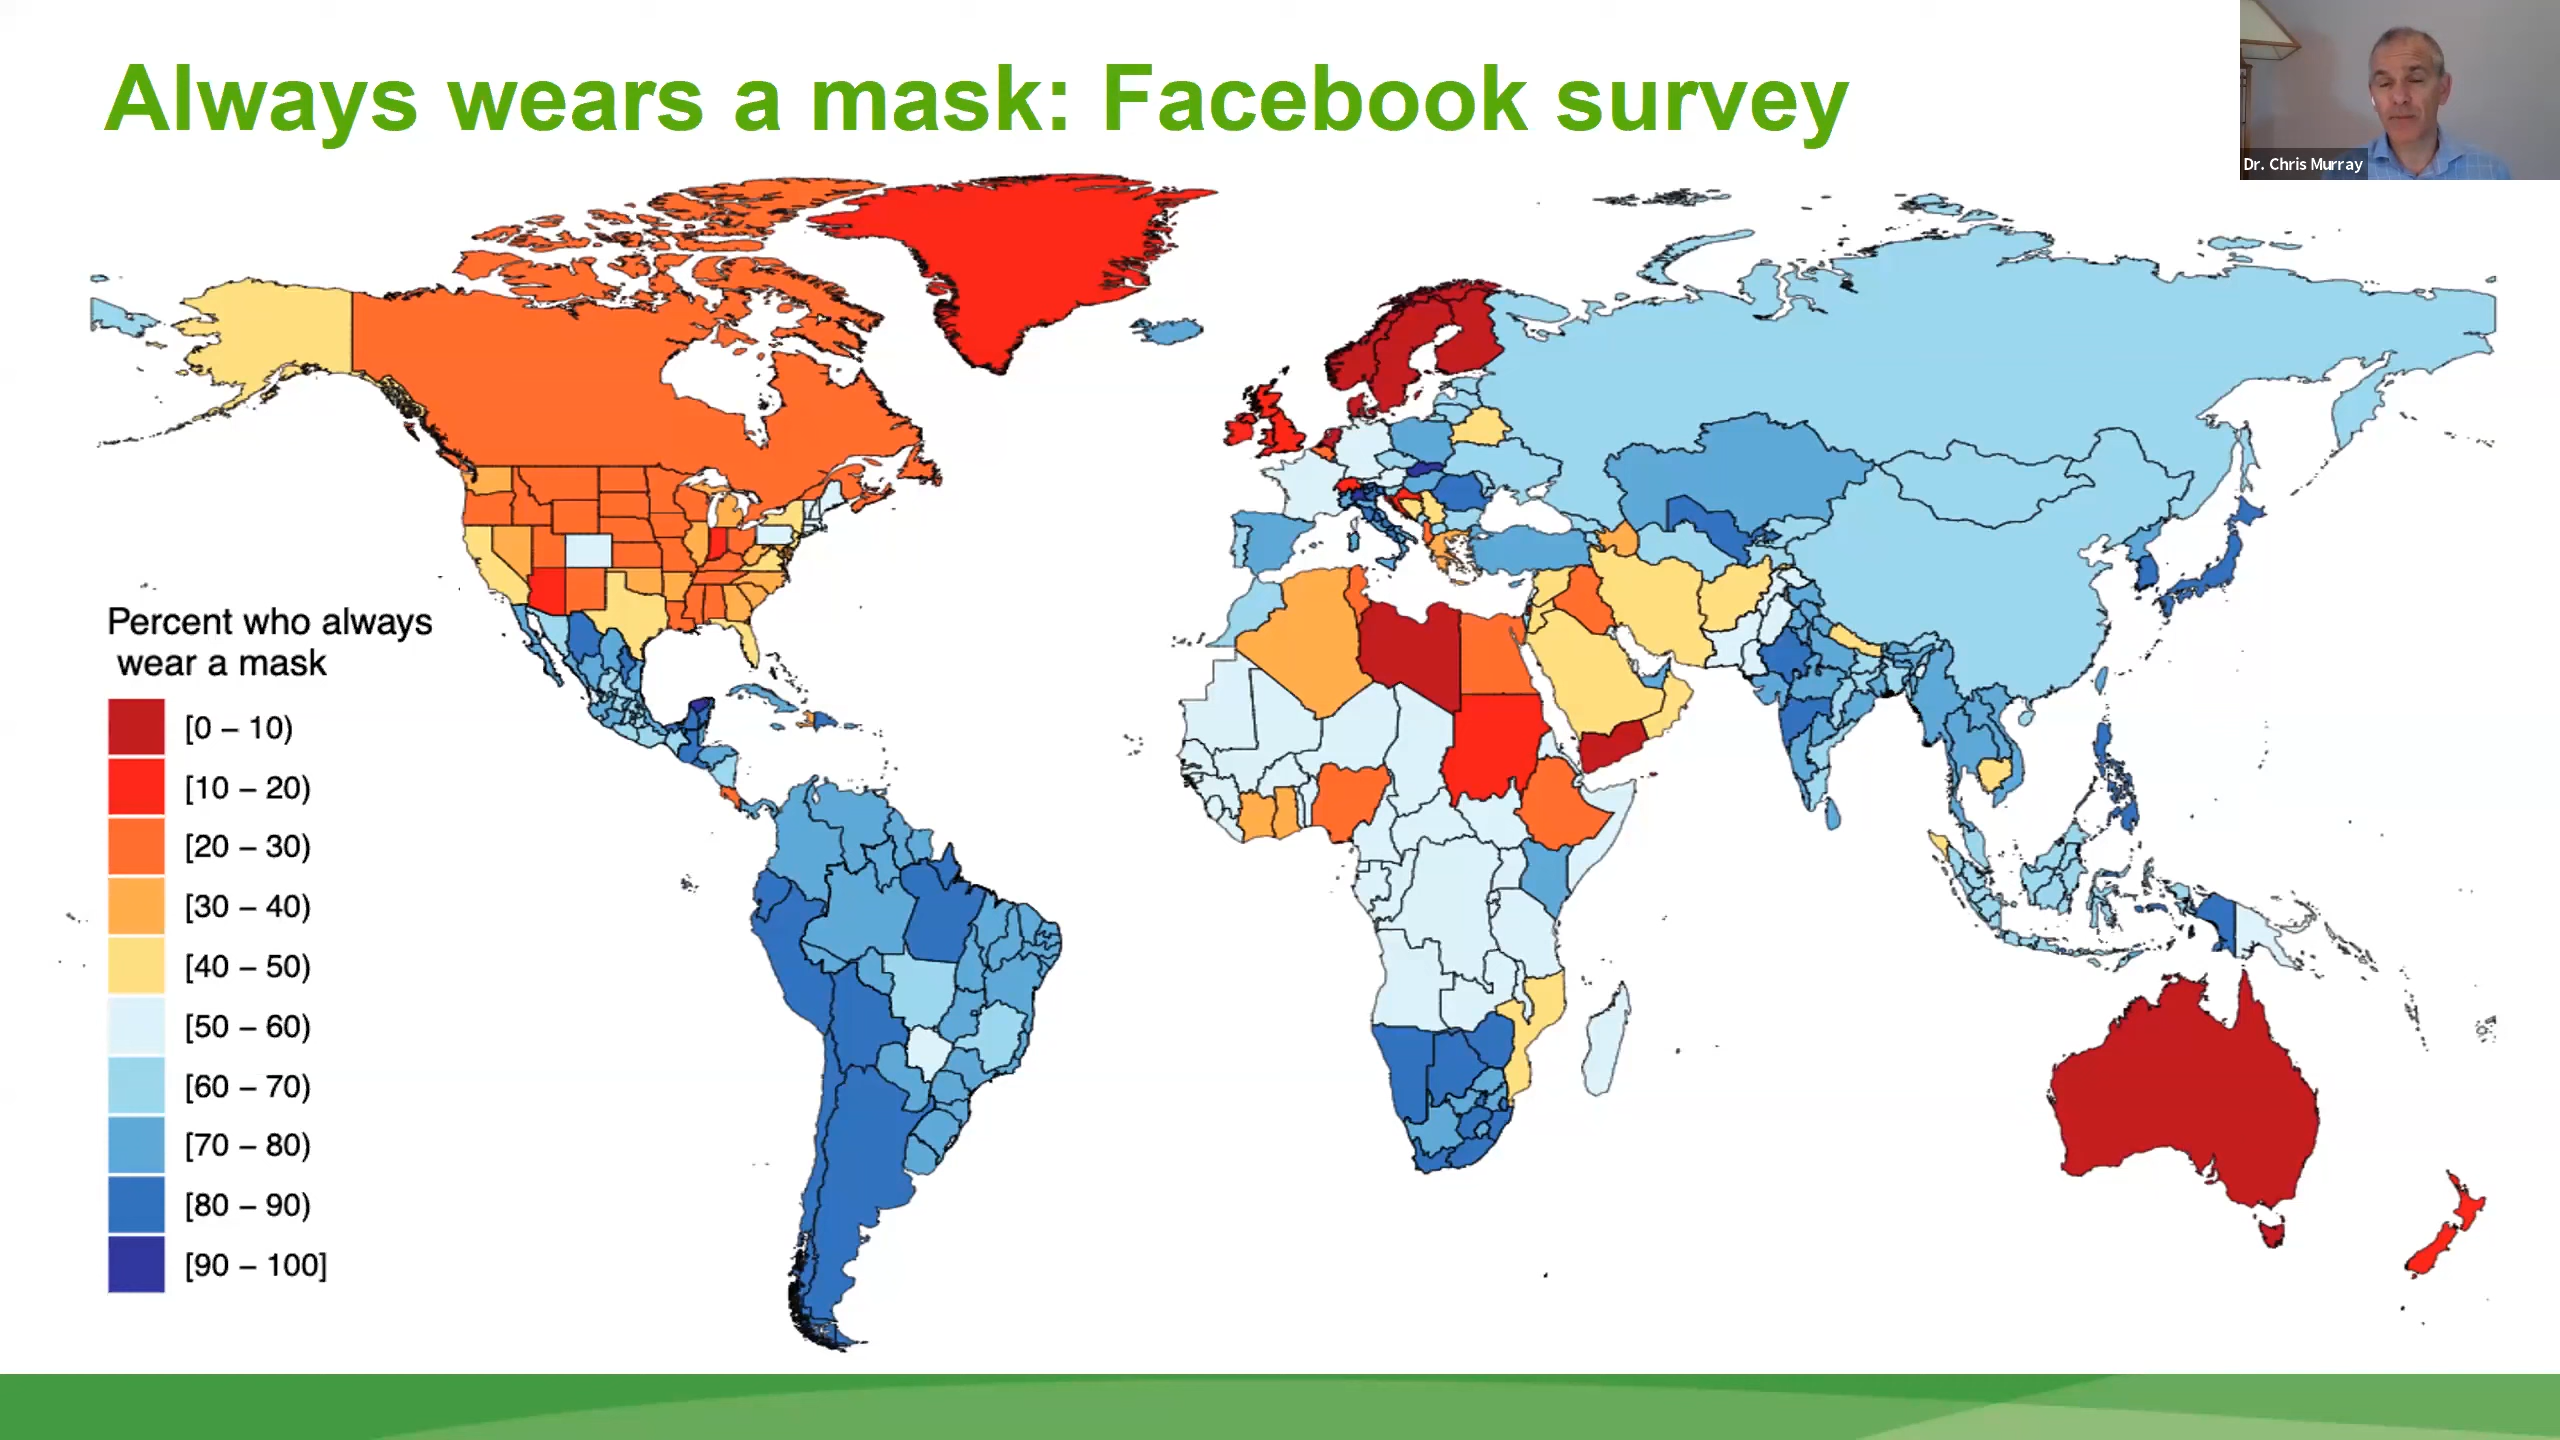 Always wears a mask: Facebook survey
Dr. Chris Murray
Percent who always
wear a mask
[0 – 10)
[10 – 20)
[20 – 30)
[30 – 40)
[40 – 50)
[50 – 60)
[60 – 70)
[70 – 80)
[80 – 90)
[90 – 100]